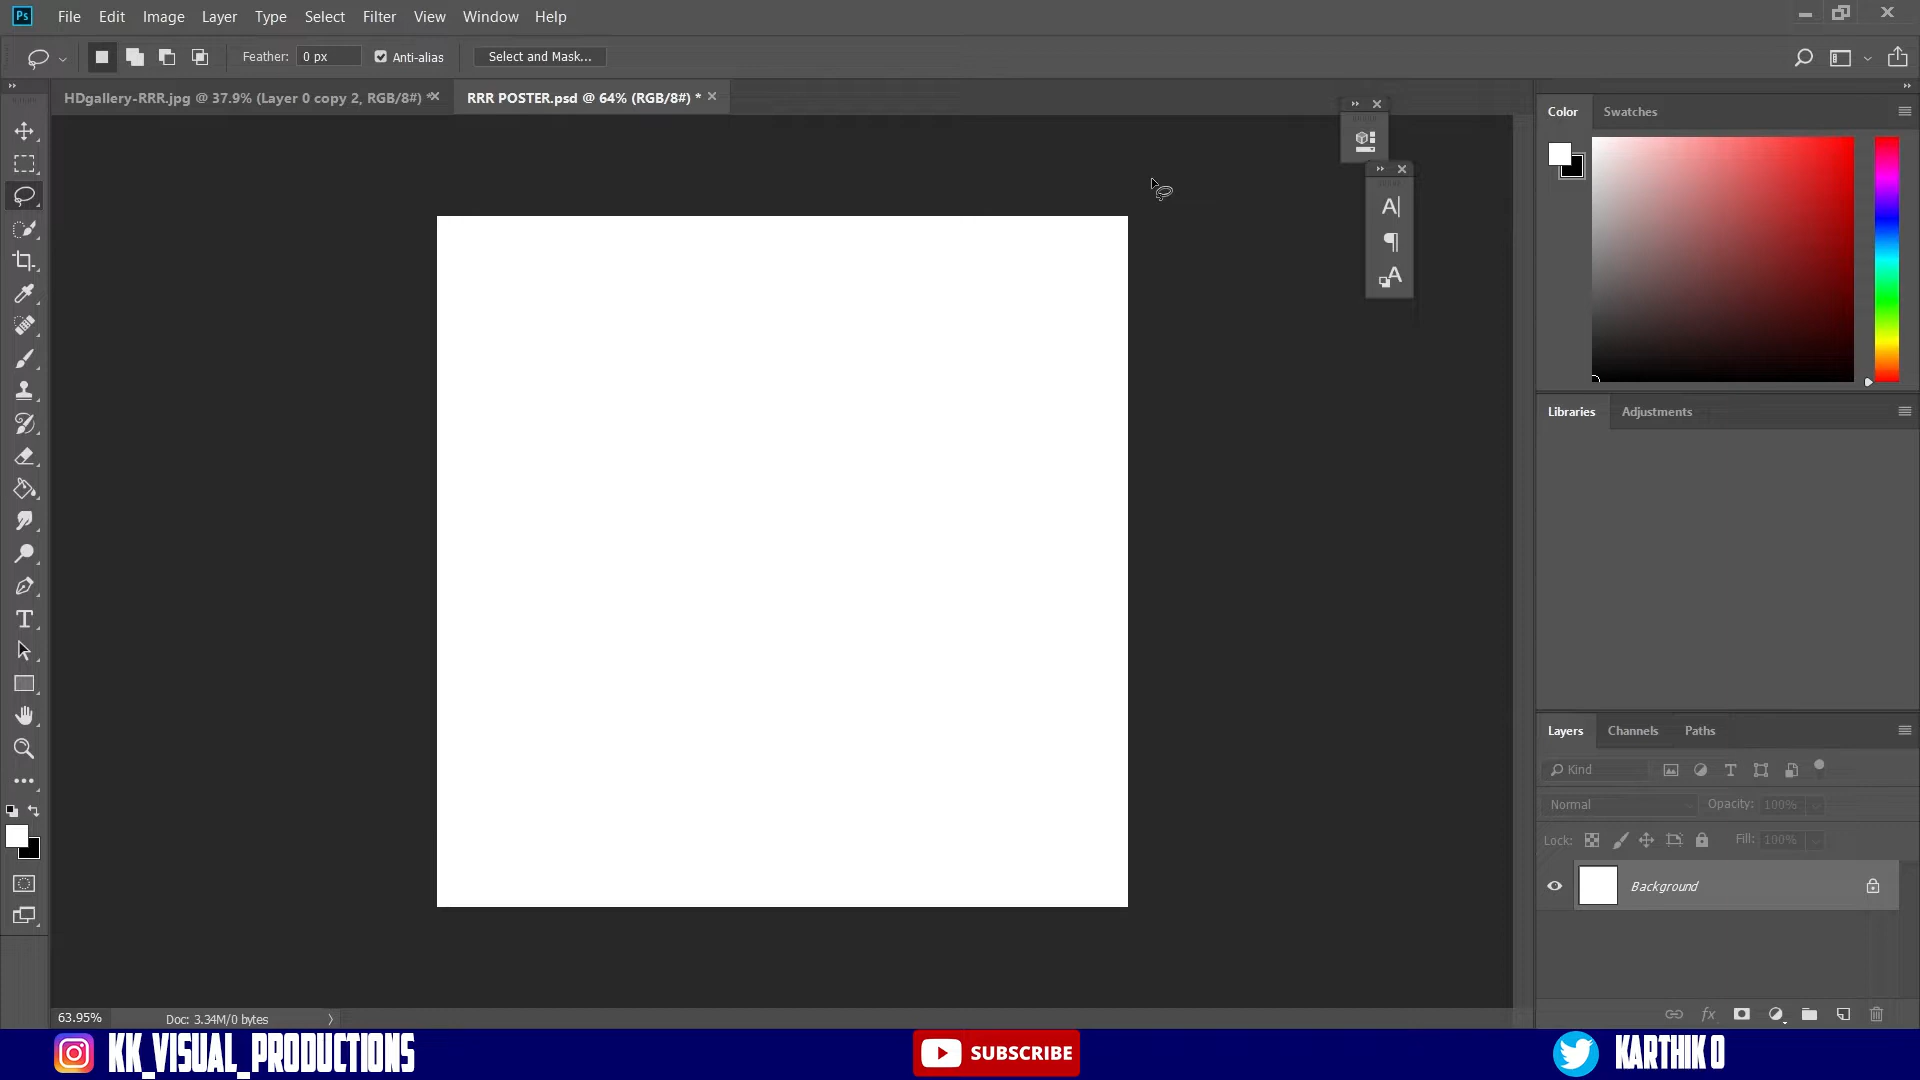 Ps File Edit Image Layer Type Select Filter View Window Help
Feather: 0 px Anti-alias Select and Mask...
HDgallery-RRR.jpg @ 37.9% (Layer 0 copy 2, RGB/8#) * RRR POSTER.psd @ 64% (RGB/8#) *
Color Swatches
Libraries Adjustments
Layers Channels Paths
Kind
Normal Opacity: 100%
Lock: Fill: 100%
Background
63.95% Doc: 3.34M/0 bytes
KK_VISUAL_PRODUCTIONS SUBSCRIBE KARTHIK O